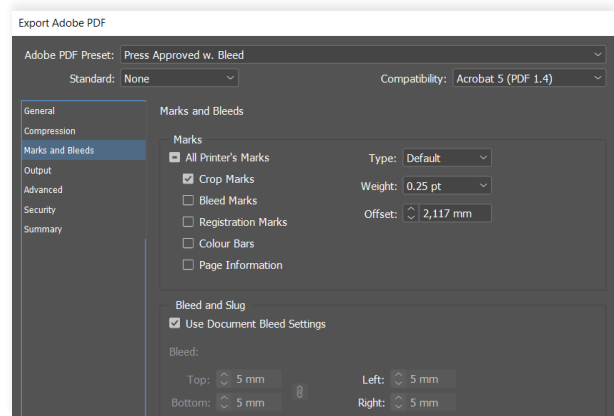 Export Adobe PDF
Adobe PDF Preset: Press Approved w. Bleed
Standard: None Compatibility: Acrobat 5 (PDF 1.4)
General
Compression
Marks and Bleeds
Output
Advanced
Security
Summary
Marks and Bleeds
Marks
All Printer's Marks
Crop Marks
Bleed Marks
Registration Marks
Colour Bars
Page Information
Type: Default
Weight: 0.25 pt
Offset: 2,117 mm
Bleed and Slug
Use Document Bleed Settings
Bleed:
Top: 5 mm Left: 5 mm
Bottom: 5 mm Right: 5 mm